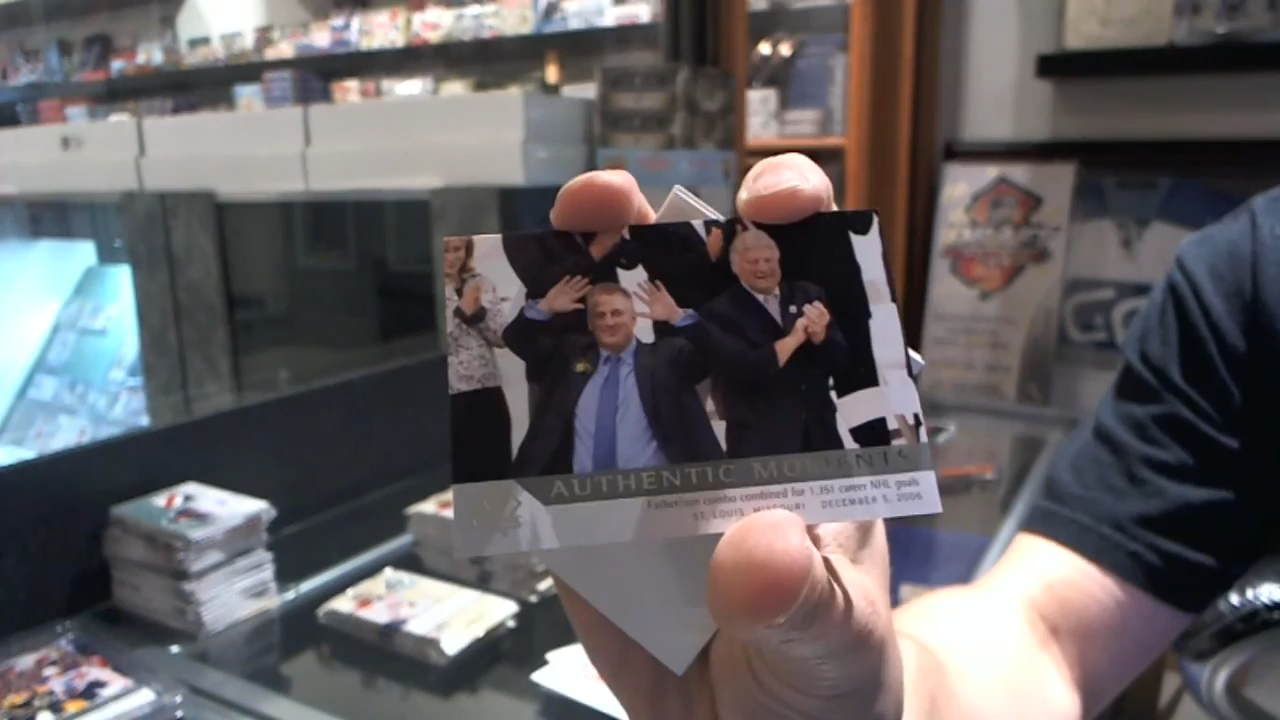 AUTHENTIC MOMENTS
Father/son combo combined for 1,351 career NHL goals
ST. LOUIS, MISSOURI DECEMBER 5, 2006